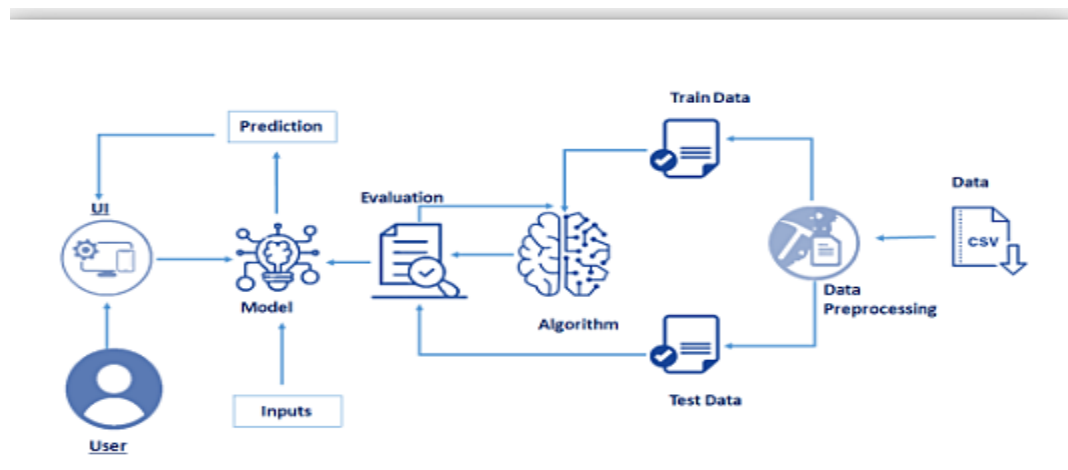 Train Data
Prediction
Evaluation
Data
UI
CSV
Model
Data
Preprocessing
Algorithm
Inputs
Test Data
User